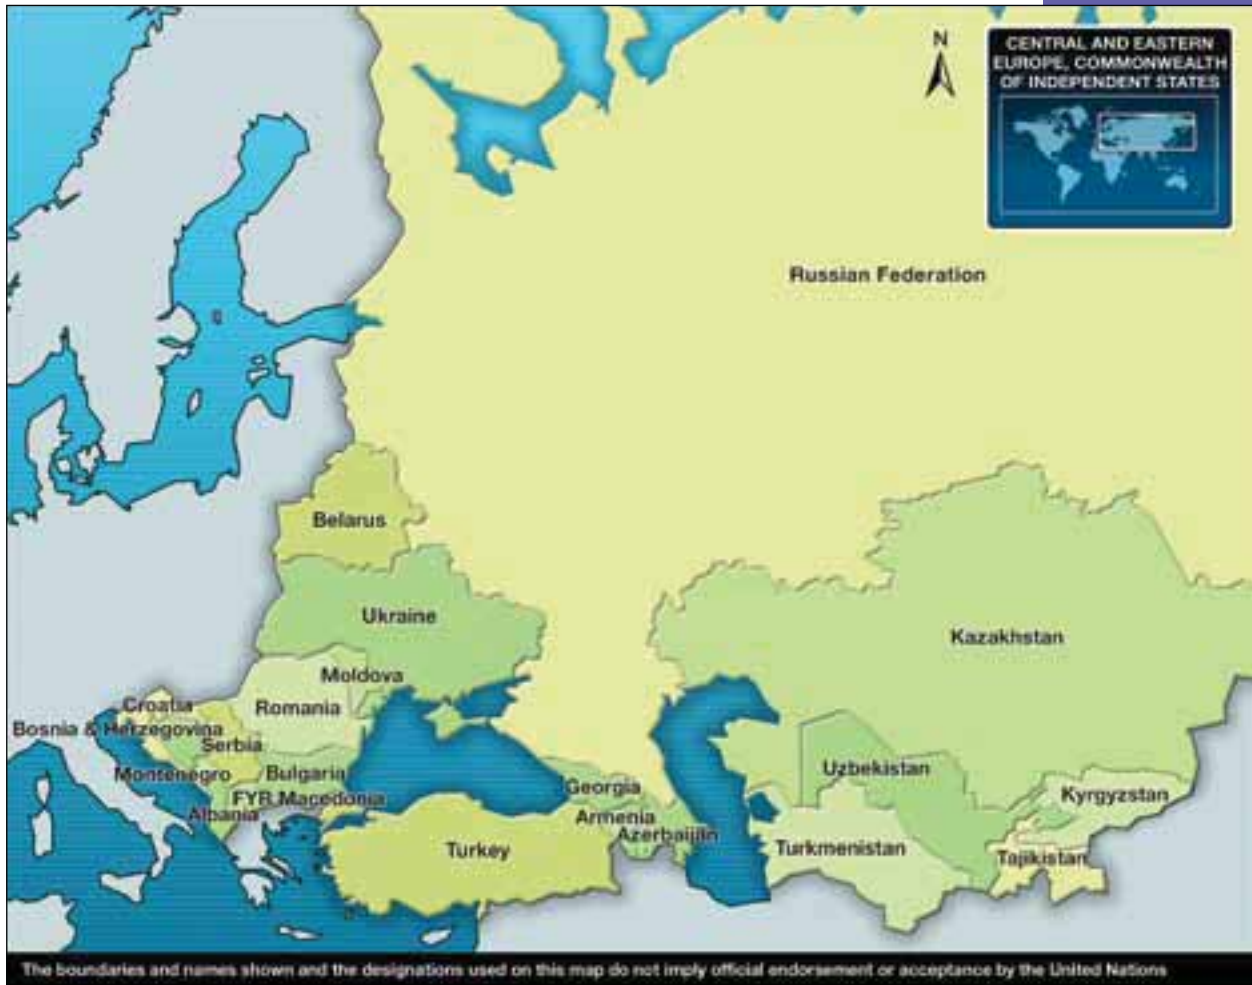 N
CENTRAL AND EASTERN
EUROPE, COMMONWEALTH
OF INDEPENDENT STATES
Russian Federation
Belarus
Ukraine
Kazakhstan
Moldova
Croatia
Romania
Bosnia & Herzegovina
Serbia
Uzbekistan
Montenegro
Bulgaria
Georgia
Kyrgyzstan
FYR Macedonia
Albania
Armenia
Azerbaijan
Turkey
Turkmenistan
Tajikistan
The boundaries and names shown and the designations used on this map do not imply official endorsement or acceptance by the United Nations